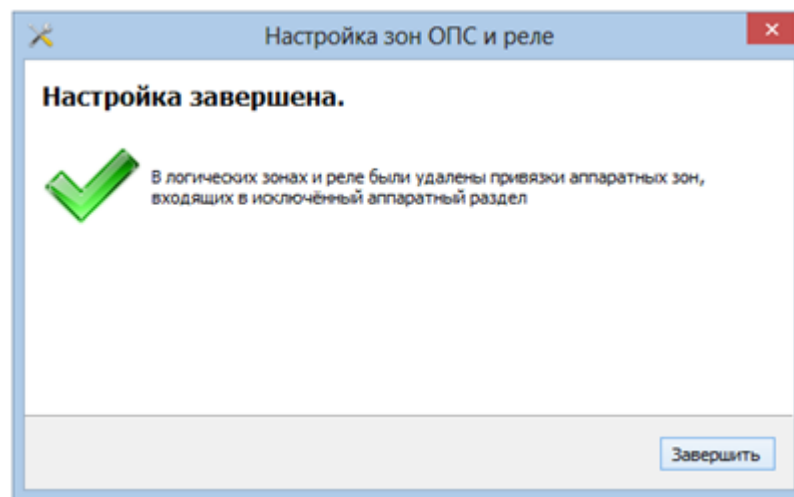 Настройка зон ОПС и реле
Настройка завершена.
В логических зонах и реле были удалены привязки аппаратных зон,
входящих в исключённый аппаратный раздел
Завершить